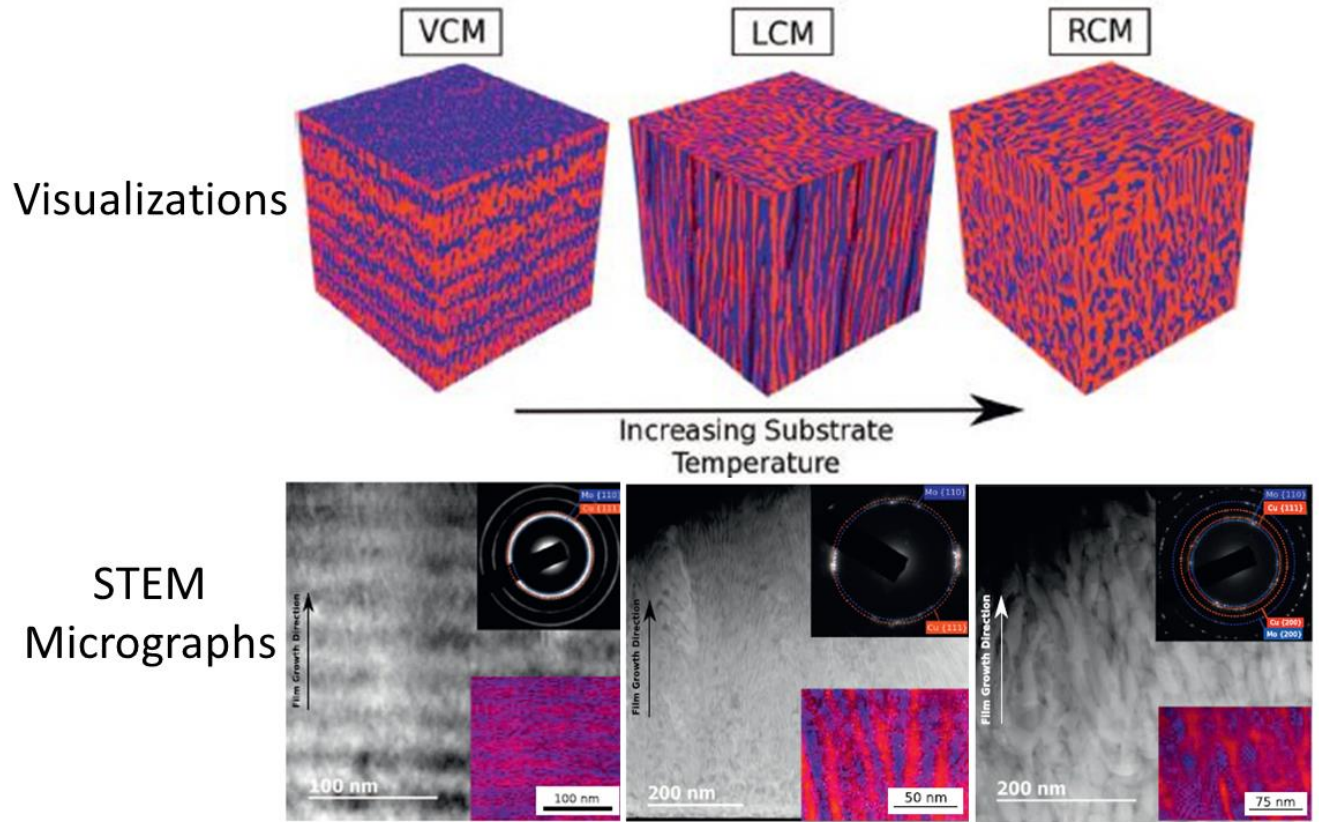 VCM
LCM
RCM
Visualizations
Increasing Substrate
Temperature
STEM
Micrographs
Film Growth Direction
Mo {110}
Cu {111}
100 nm
100 nm
Film Growth Direction
Mo {110}
Cu {111}
200 nm
50 nm
Film Growth Direction
Mo {110}
Cu {111}
Cu {200}
Mo {200}
200 nm
75 nm